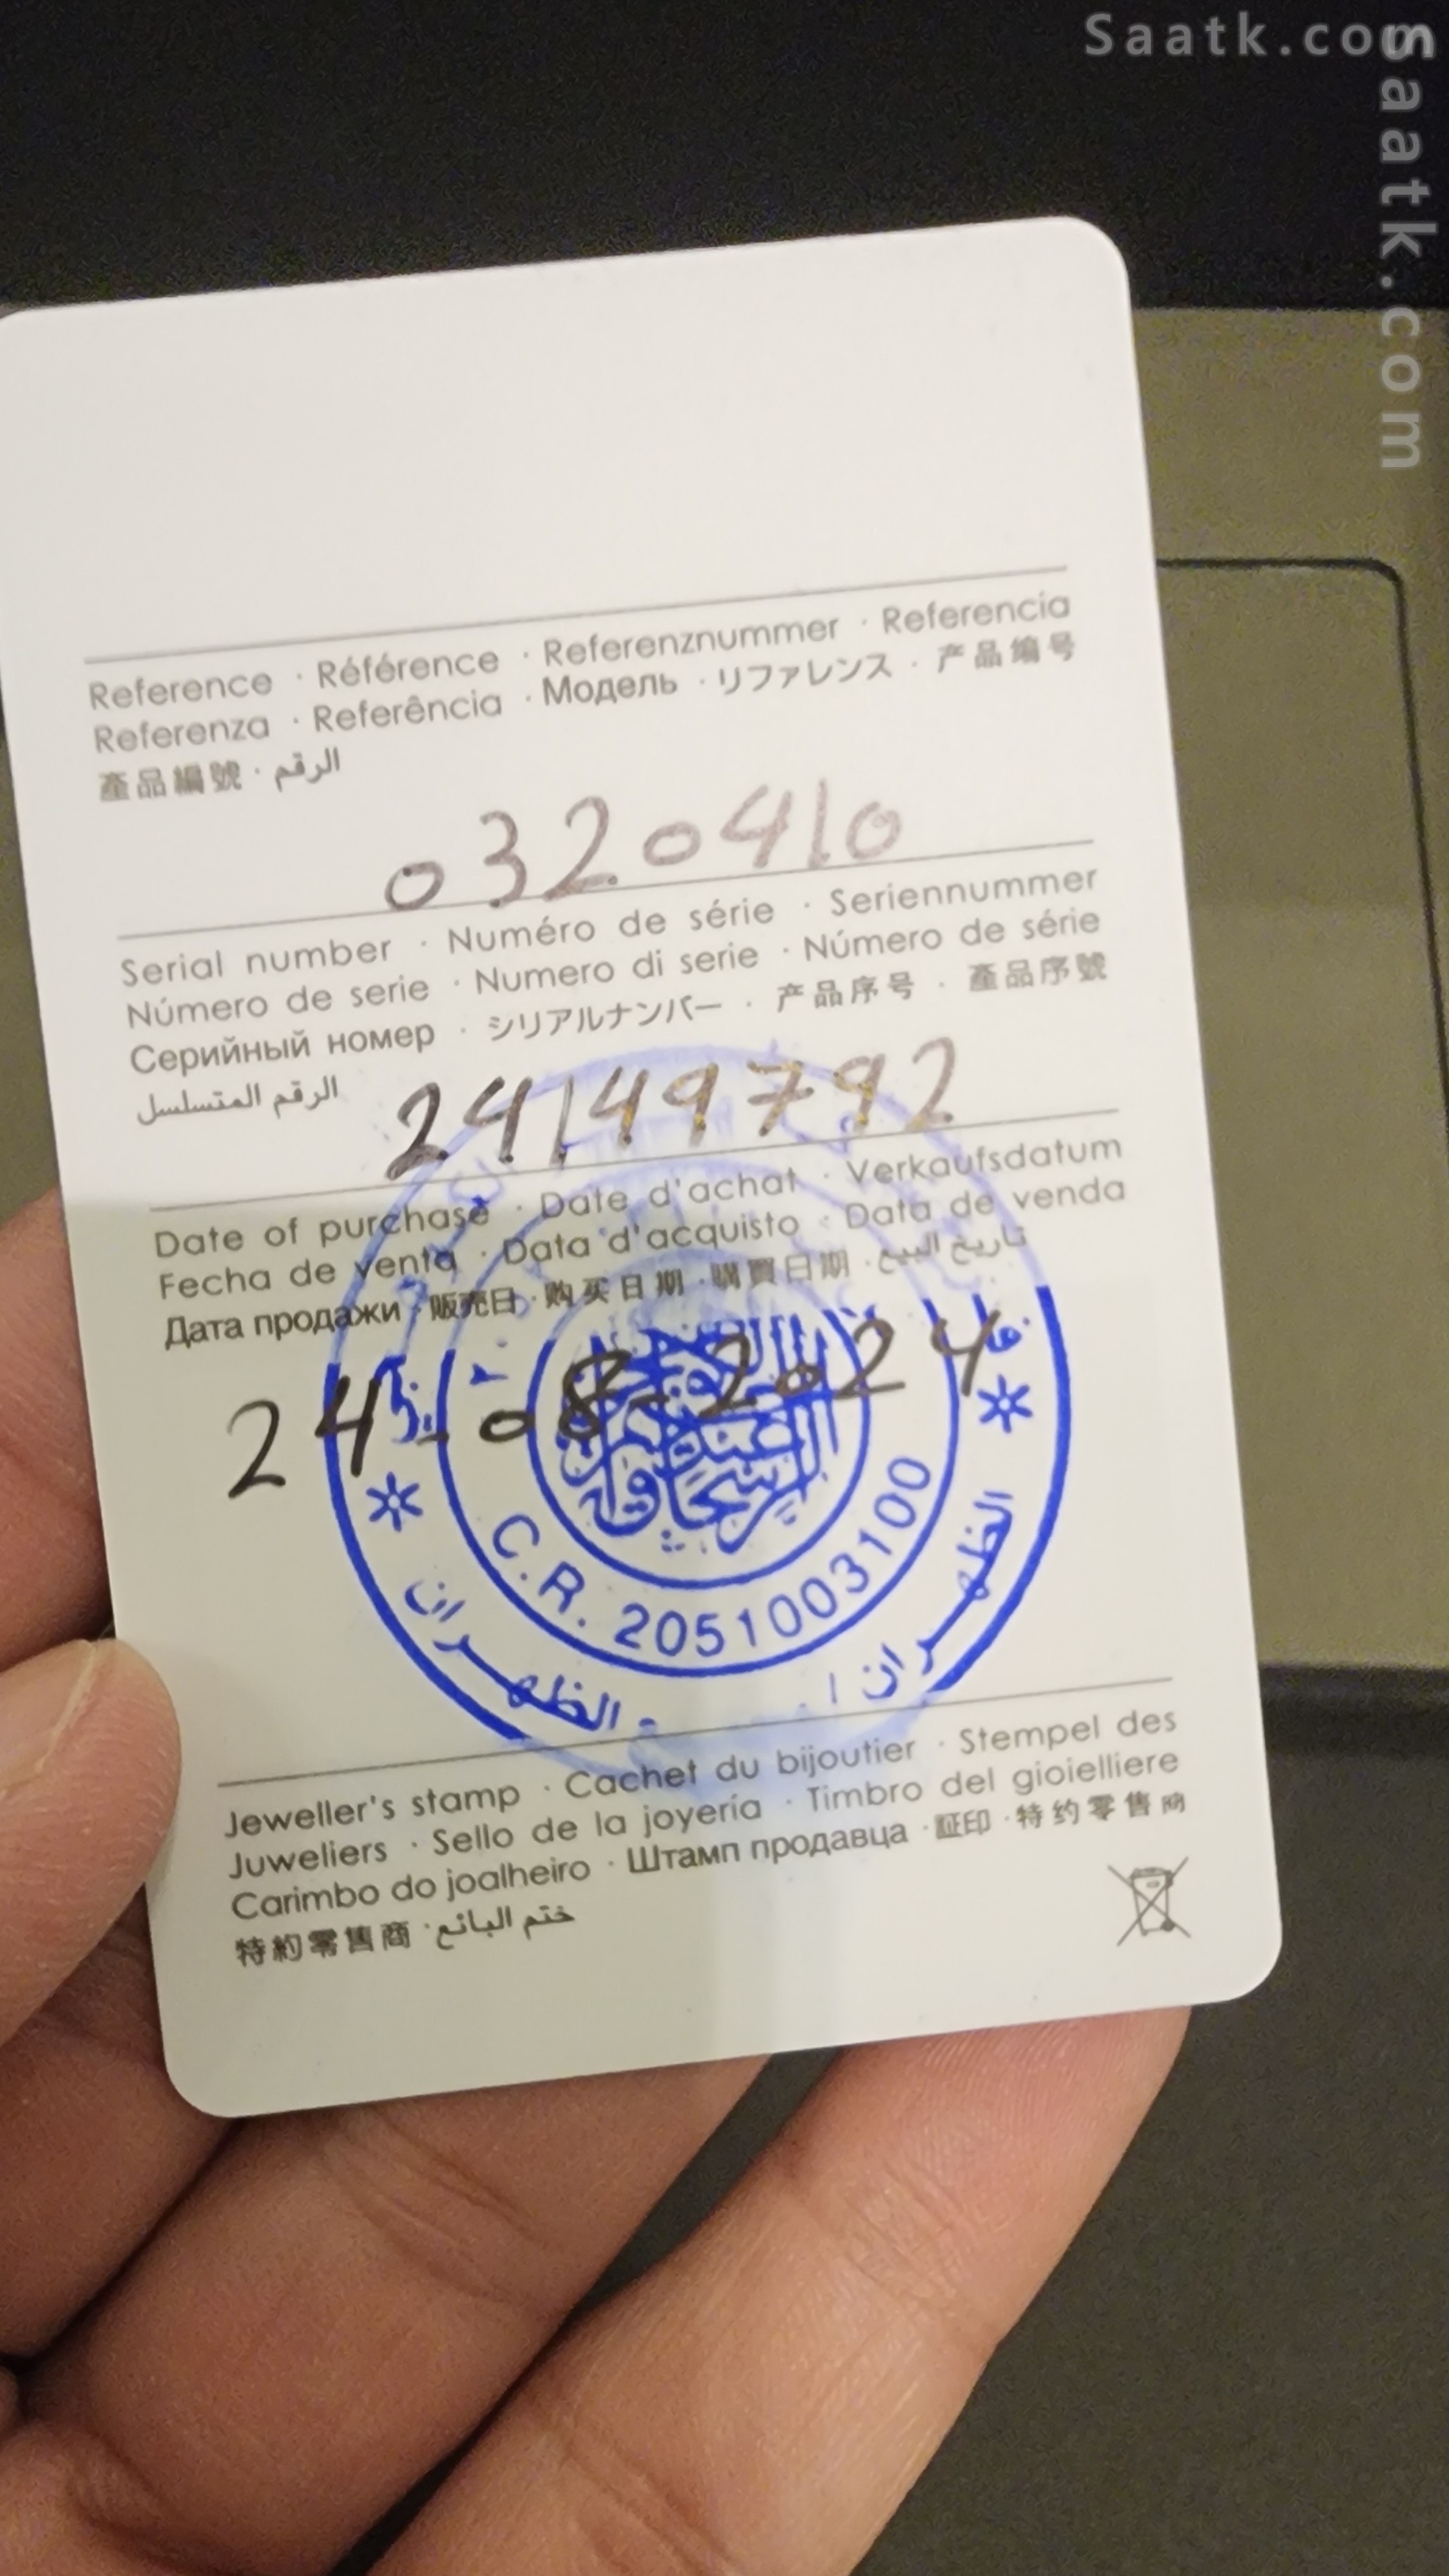 Saatk.com
Saatk.com
Reference · Référence · Referenznummer · Referencia
Referenza · Referência · Модель · リファレンス · 产品编号
產品編號 · الرقم
0320410
Serial number · Numéro de série · Seriennummer
Número de serie · Numero di serie · Número de série
Серийный номер · シリアルナンバー · 产品序号 · 產品序號
الرقم المتسلسل
24149792
Date of purchase · Date d'achat · Verkaufsdatum
Fecha de venta · Data d'acquisto · Data de venda
Дата продажи · 販売日 · 购买日期 · 購買日期 · تاريخ البيع
24-08-2024
C.R. 2051003100
الظهران
الظهران
Jeweller's stamp · Cachet du bijoutier · Stempel des
Juweliers · Sello de la joyería · Timbro del gioielliere
Carimbo do joalheiro · Штамп продавца · 証印 · 特约零售商
特約零售商 · ختم البائع